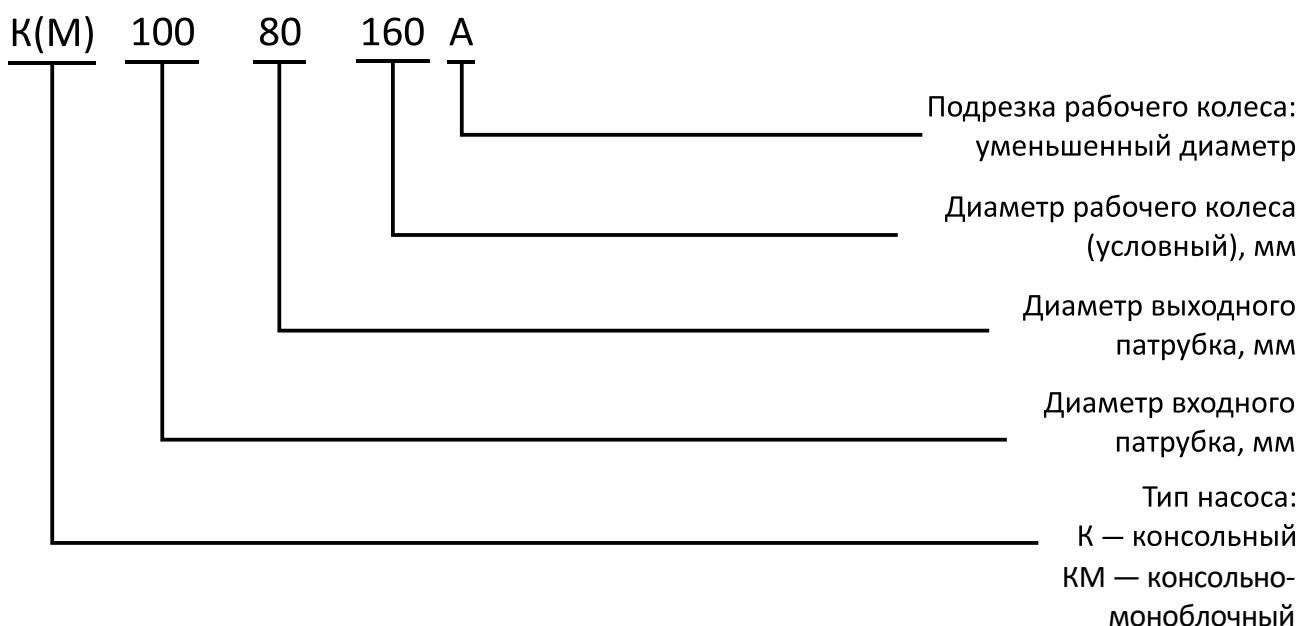 К(М) 100 80 160 А
Подрезка рабочего колеса:
уменьшенный диаметр
Диаметр рабочего колеса
(условный), мм
Диаметр выходного
патрубка, мм
Диаметр входного
патрубка, мм
Тип насоса:
К — консольный
КМ — консольно-
моноблочный